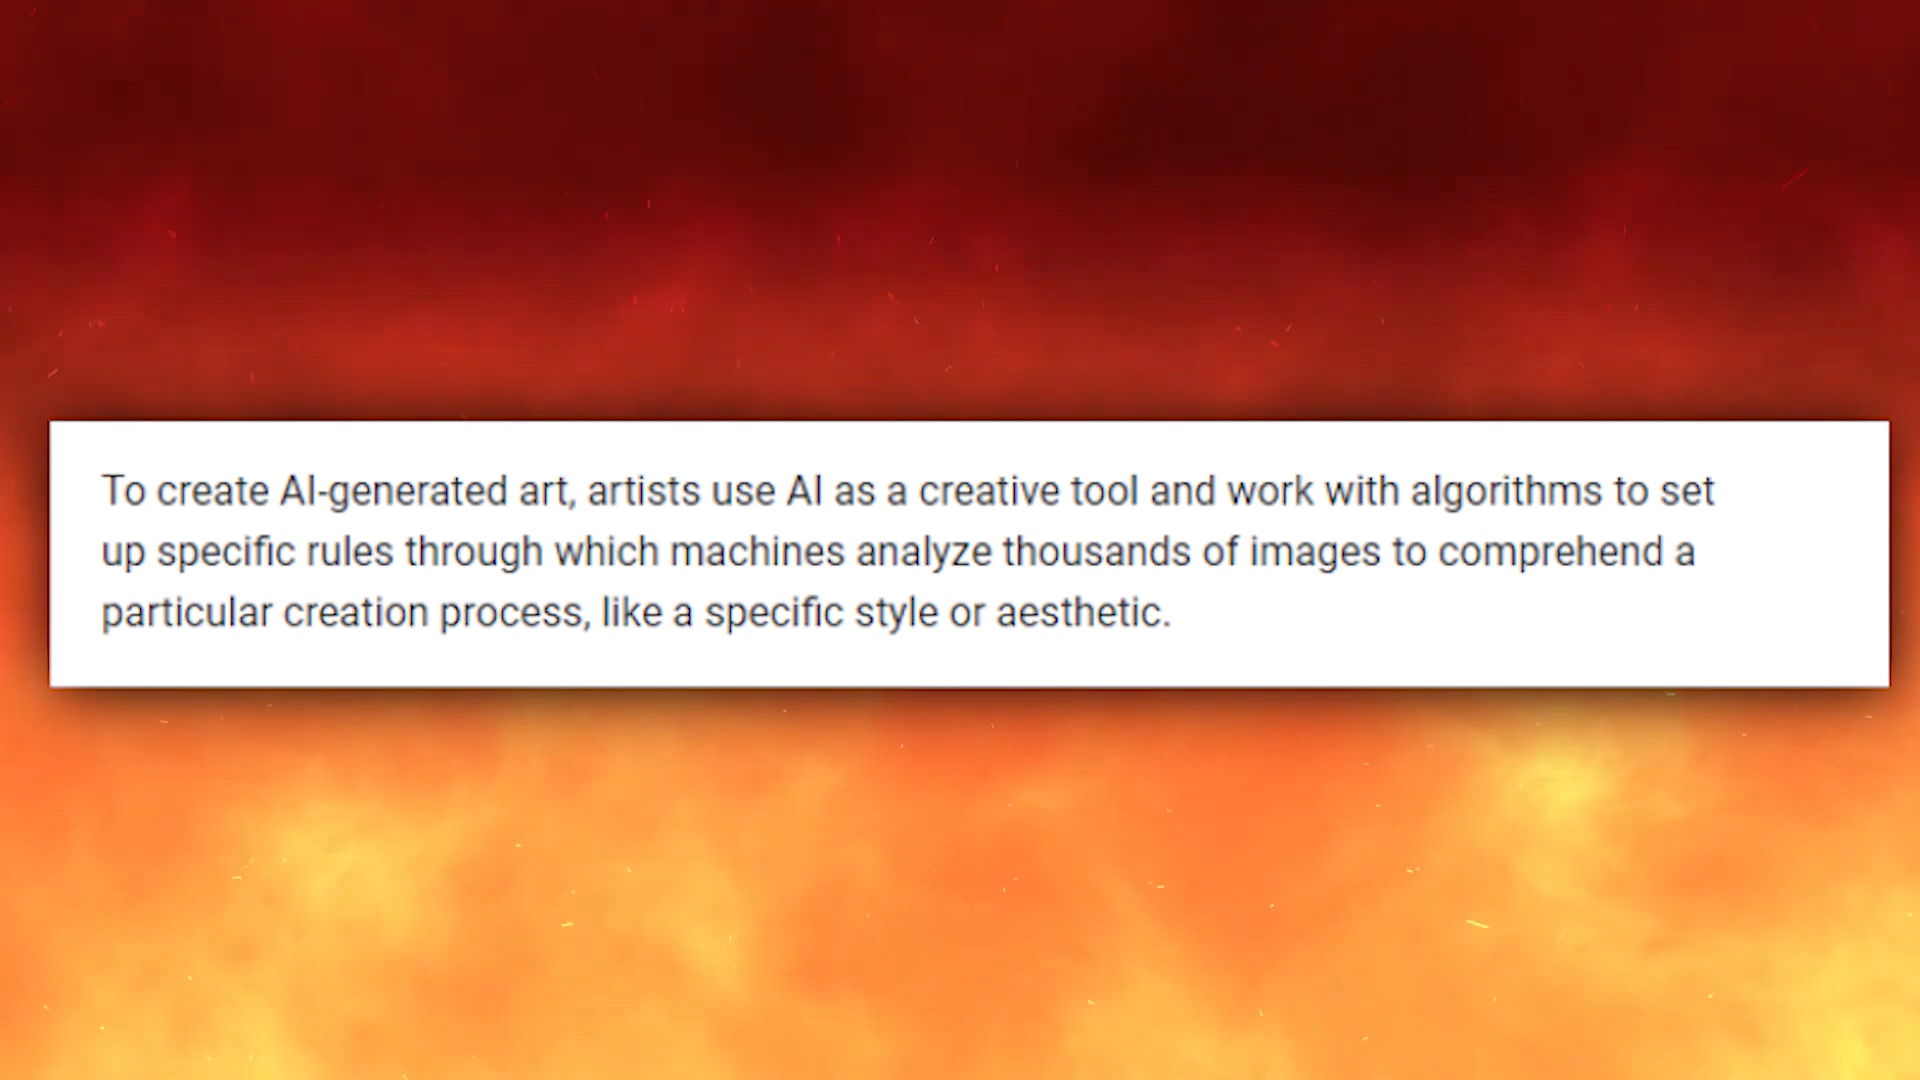 To create AI-generated art, artists use AI as a creative tool and work with algorithms to set
up specific rules through which machines analyze thousands of images to comprehend a
particular creation process, like a specific style or aesthetic.